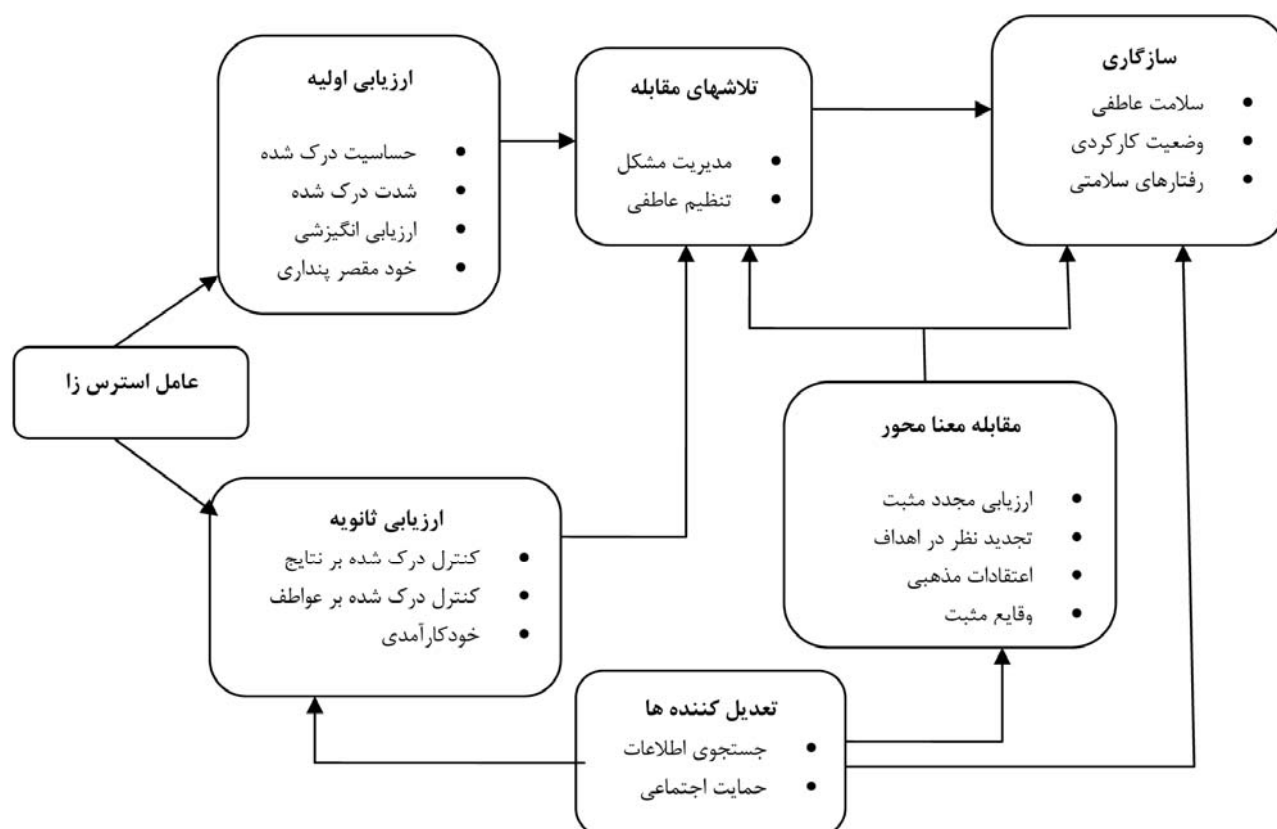 ارزیابی اولیه
حساسیت درک شده
شدت درک شده
ارزیابی انگیزشی
خود مقصر پنداری
تلاشهای مقابله
مدیریت مشکل
تنظیم عاطفی
سازگاری
سلامت عاطفی
وضعیت کارکردی
رفتارهای سلامتی
عامل استرس زا
مقابله معنا محور
ارزیابی مجدد مثبت
تجدید نظر در اهداف
اعتقادات مذهبی
وقایع مثبت
ارزیابی ثانویه
کنترل درک شده بر نتایج
کنترل درک شده بر عواطف
خودکارآمدی
تعدیل کننده ها
جستجوی اطلاعات
حمایت اجتماعی